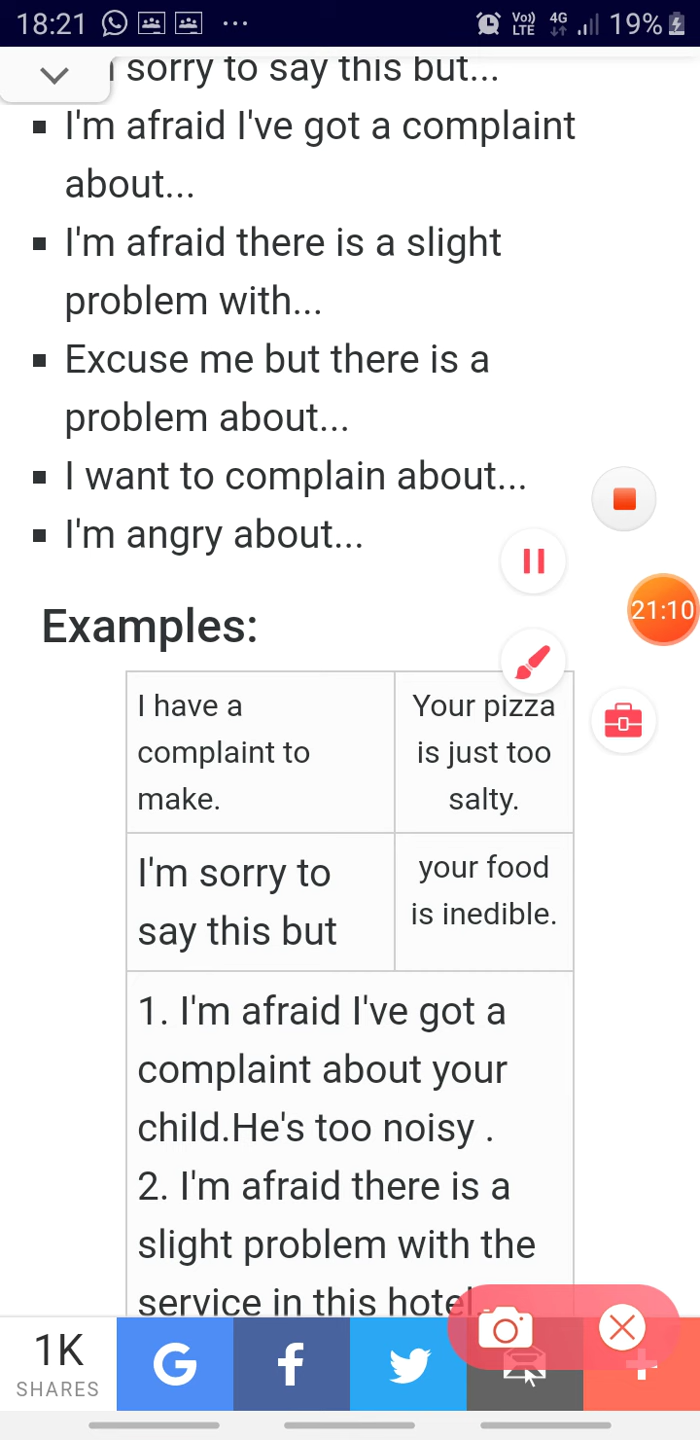 18:21 ... Vo)) LTE 4G 19%
sorry to say this but...
▪ I'm afraid I've got a complaint
about...
▪ I'm afraid there is a slight
problem with...
▪ Excuse me but there is a
problem about...
▪ I want to complain about...
▪ I'm angry about...
21:10
Examples:
I have a
complaint to
make.
Your pizza
is just too
salty.
I'm sorry to
say this but
your food
is inedible.
1. I'm afraid I've got a
complaint about your
child.He's too noisy .
2. I'm afraid there is a
slight problem with the
service in this hotel
1K
SHARES
G
f
+